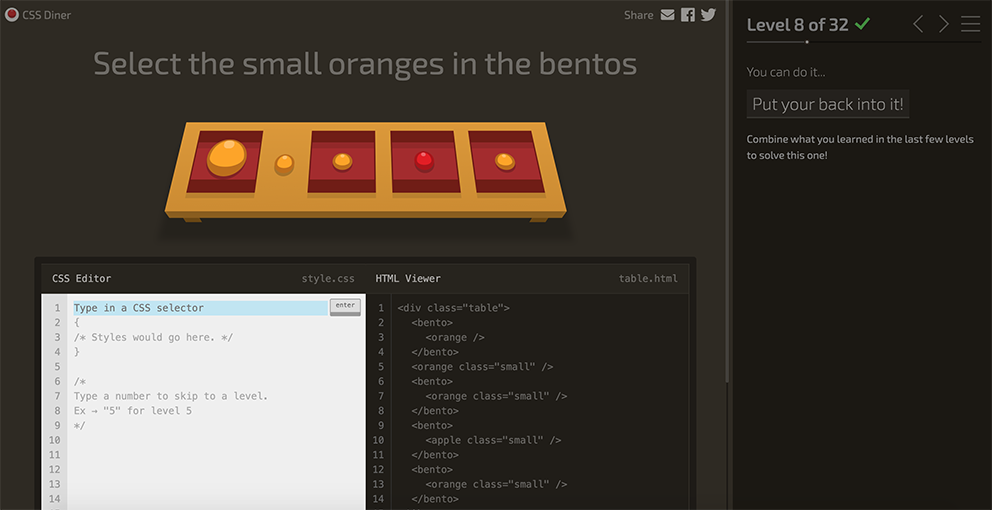 CSS Diner
Share
Select the small oranges in the bentos
CSS Editor
style.css
1 Type in a CSS selector
enter
2 {
3 /* Styles would go here. */
4 }
5
6 /*
7 Type a number to skip to a level.
8 Ex → "5" for level 5
9 */
10
11
12
13
14
HTML Viewer
table.html
1 <div class="table">
2 <bento>
3 <orange />
4 </bento>
5 <orange class="small" />
6 <bento>
7 <orange class="small" />
8 </bento>
9 <bento>
10 <apple class="small" />
11 </bento>
12 <bento>
13 <orange class="small" />
14 </bento>
Level 8 of 32
You can do it...
Put your back into it!
Combine what you learned in the last few levels
to solve this one!